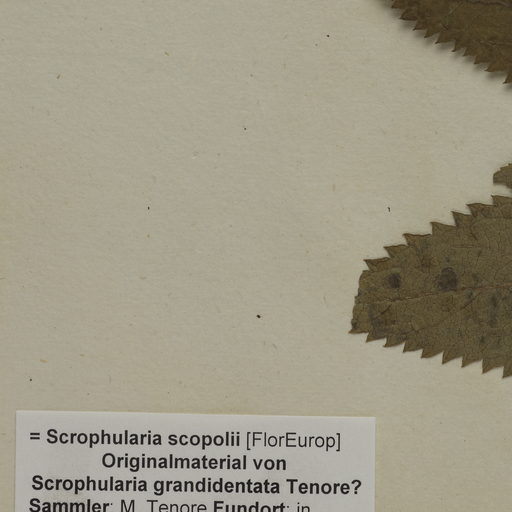 = Scrophularia scopolii [FlorEurop]
Originalmaterial von
Scrophularia grandidentata Tenore?
Sammler: M. Tenore Fundort: in